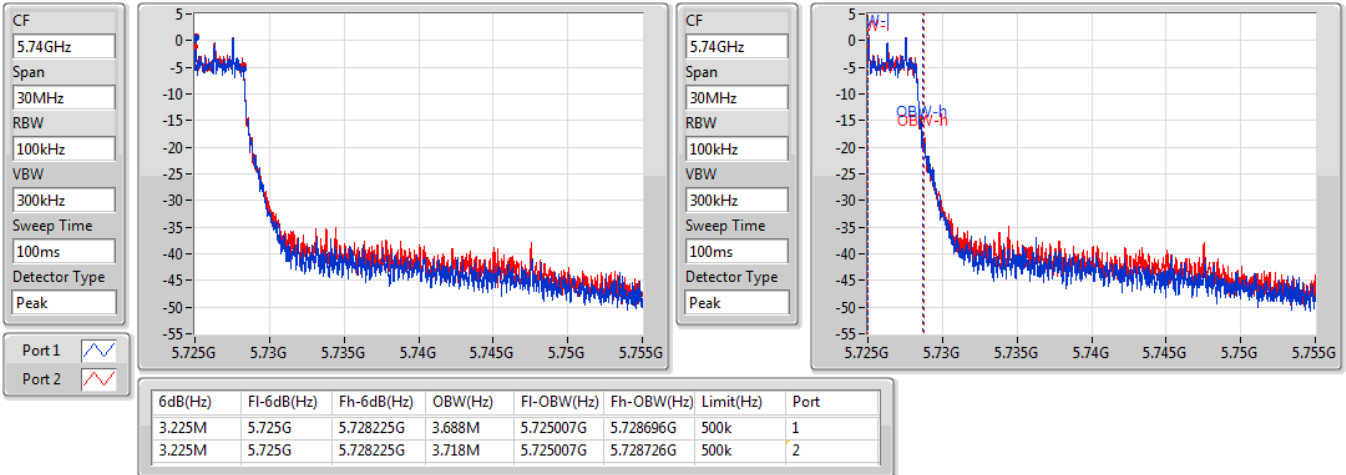 CF
5.74GHz
Span
30MHz
RBW
100kHz
VBW
300kHz
Sweep Time
100ms
Detector Type
Peak
5
0
-5
-10
-15
-20
-25
-30
-35
-40
-45
-50
-55
5.725G 5.73G 5.735G 5.74G 5.745G 5.75G 5.755G
CF
5.74GHz
Span
30MHz
RBW
100kHz
VBW
300kHz
Sweep Time
100ms
Detector Type
Peak
5
0
-5
-10
-15
-20
-25
-30
-35
-40
-45
-50
-55
W-l
OBW-h
OBW-h
5.725G 5.73G 5.735G 5.74G 5.745G 5.75G 5.755G
Port 1
Port 2
6dB(Hz) Fl-6dB(Hz) Fh-6dB(Hz) OBW(Hz) Fl-OBW(Hz) Fh-OBW(Hz) Limit(Hz) Port
3.225M 5.725G 5.728225G 3.688M 5.725007G 5.728696G 500k 1
3.225M 5.725G 5.728225G 3.718M 5.725007G 5.728726G 500k 2